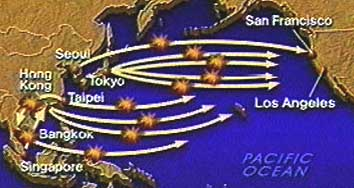 San Francisco
Seoul
Hong
Kong
Tokyo
Taipei
Los Angeles
Bangkok
Singapore
PACIFIC
OCEAN